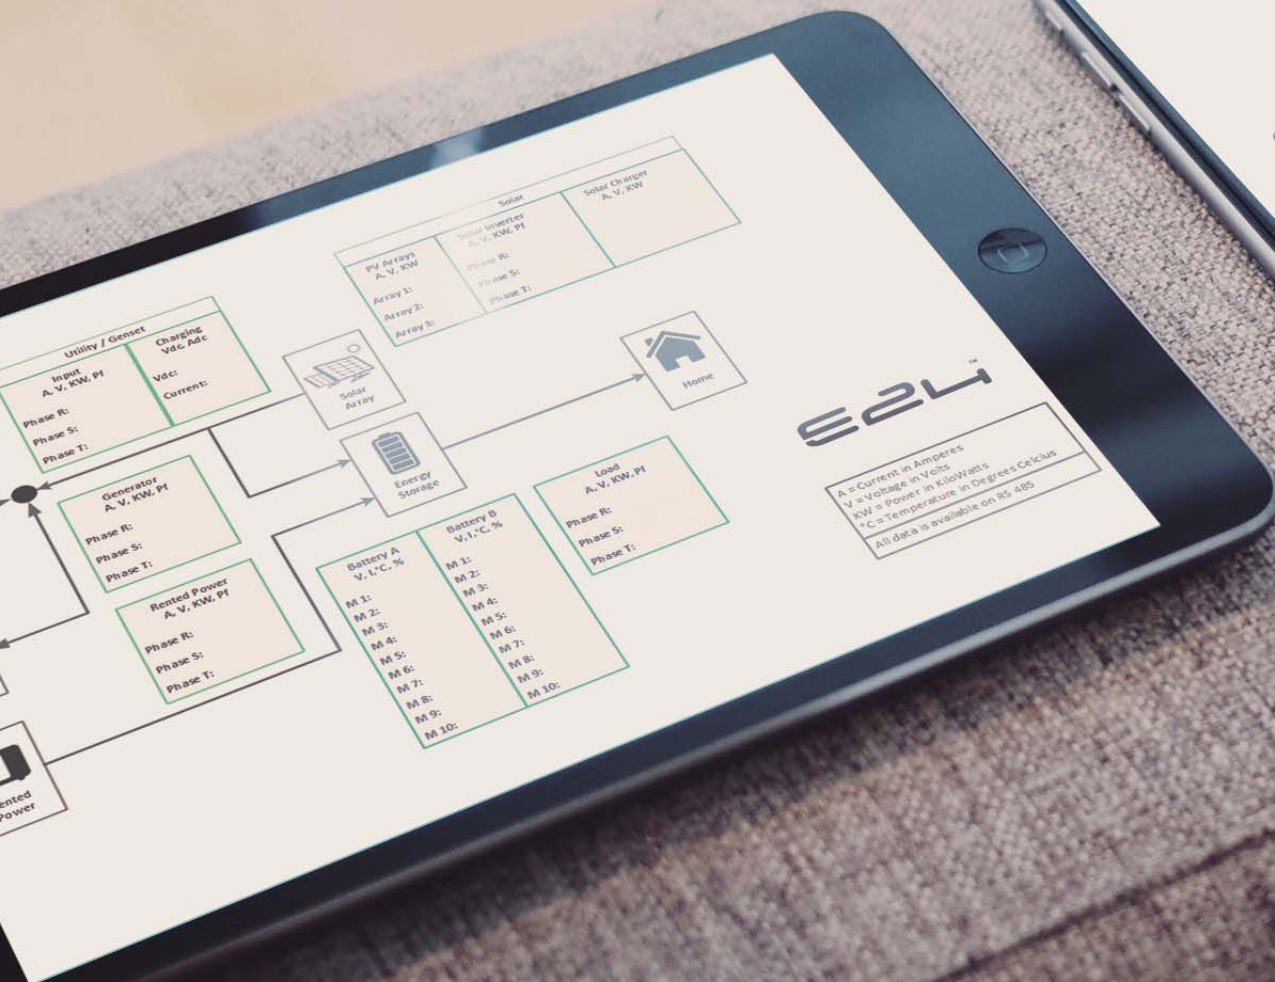 Solar
PV Arrays
A. V, KW
Array 1:
Array 2:
Array 3:
Solar Inverter
A. V, KW, Pf
Phase R:
Phase S:
Phase T:
Solar Charger
A. V, KW
Utility / Genset
Input
A. V, KW, Pf
Phase R:
Phase S:
Phase T:
Charging
Vdc, Adc
Vdc:
Current:
Solar
Array
Home
Energy
Storage
Generator
A. V, KW, Pf
Phase R:
Phase S:
Phase T:
Rented Power
A. V, KW, Pf
Phase R:
Phase S:
Phase T:
Battery A
V, I,°C, %
M 1:
M 2:
M 3:
M 4:
M 5:
M 6:
M 7:
M 8:
M 9:
M 10:
Battery B
V, I,°C, %
M 1:
M 2:
M 3:
M 4:
M 5:
M 6:
M 7:
M 8:
M 9:
M 10:
Load
A. V, KW, Pf
Phase R:
Phase S:
Phase T:
E24™
A = Current in Amperes
V = Voltage in Volts
KW = Power in KiloWatts
°C = Temperature in Degrees Celcius
All data is available on RS 485
Power